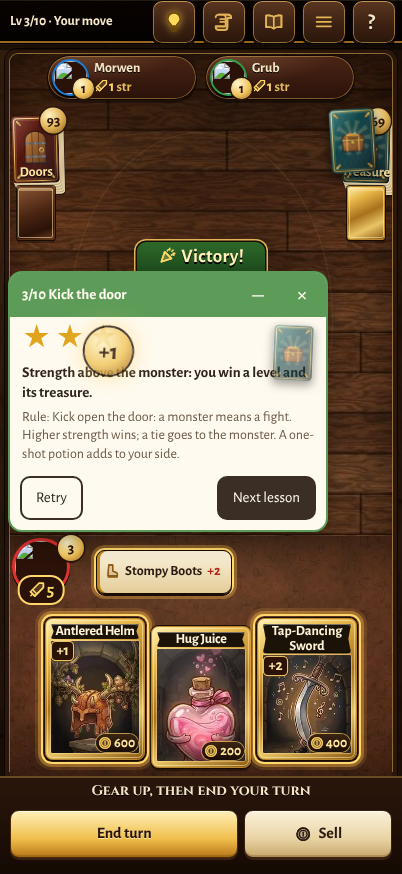 Lv 3/10 · Your move
?
Morwen
1
1 str
Grub
1
1 str
93
Doors
69
Treasure
Victory!
3/10 Kick the door
+1
Strength above the monster: you win a level and
its treasure.
Rule: Kick open the door: a monster means a fight.
Higher strength wins; a tie goes to the monster. A one-
shot potion adds to your side.
Retry
Next lesson
3
5
Stompy Boots +2
Antlered Helm
+1
600
Hug Juice
200
Tap-Dancing
Sword
+2
400
Gear up, then end your turn
End turn
Sell